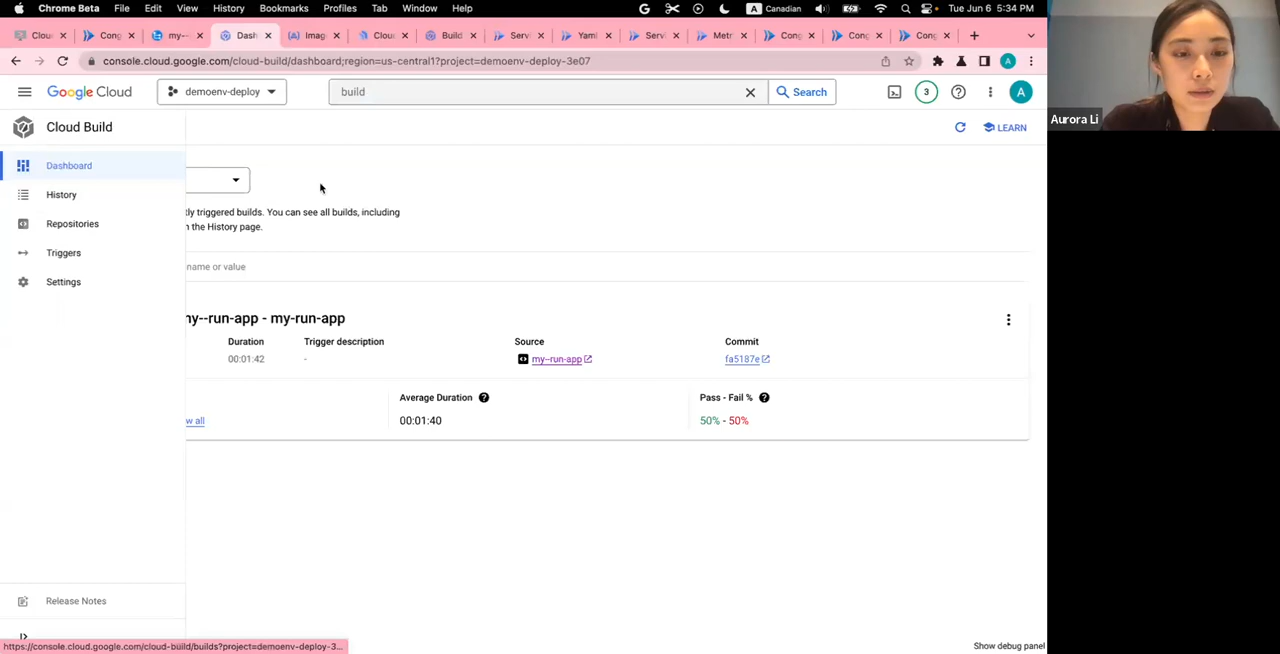 Chrome Beta File Edit View History Bookmarks Profiles Tab Window Help A Canadian Tue Jun 6 5:34 PM
Clou Cong my-- Dash Imag Clou Build Servi Yaml Servi Metr Cong Cong Cong
console.cloud.google.com/cloud-build/dashboard;region=us-central1?project=demoenv-deploy-3e07 A
Google Cloud demoenv-deploy build Search 3 A
Cloud Build LEARN
Aurora Li
Dashboard
History
Repositories
Triggers
Settings
tly triggered builds. You can see all builds, including
n the History page.
name or value
my--run-app - my-run-app
Duration Trigger description Source Commit
00:01:42 - my--run-app fa5187e
Average Duration Pass - Fail %
w all 00:01:40 50% - 50%
Release Notes
https://console.cloud.google.com/cloud-build/builds?project=demoenv-deploy-3...
Show debug panel